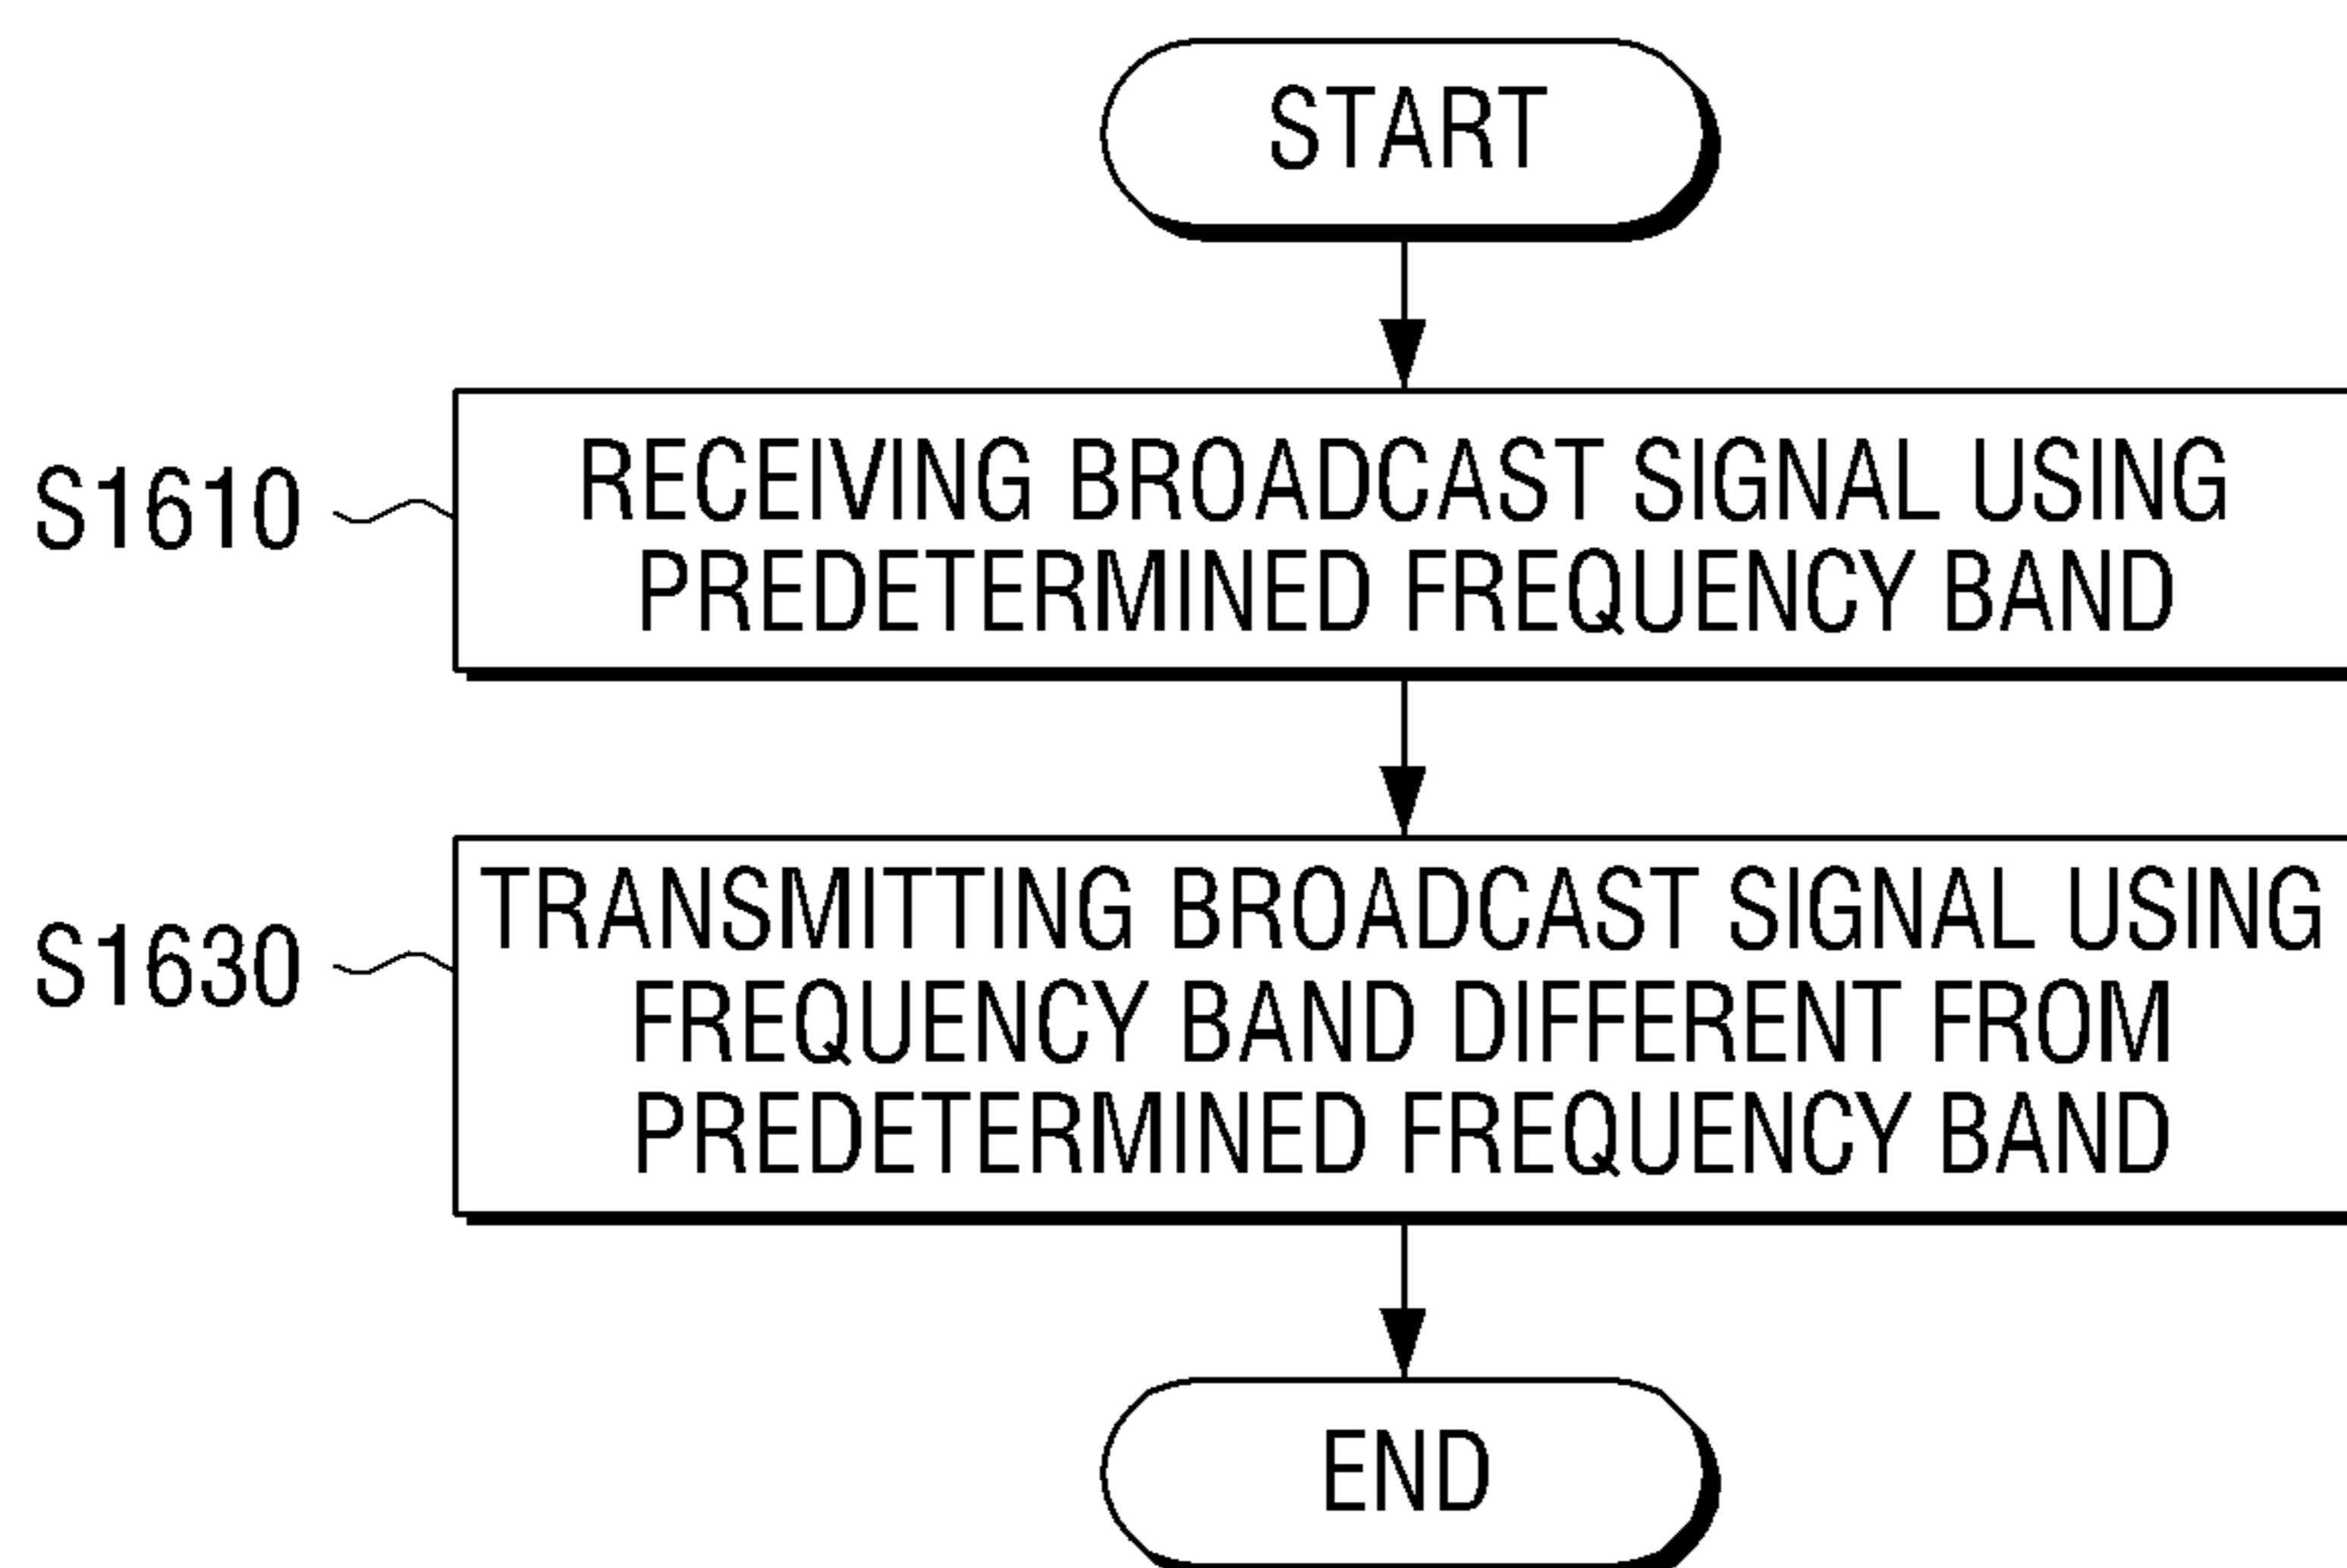 START
S1610
RECEIVING BROADCAST SIGNAL USING
PREDETERMINED FREQUENCY BAND
S1630
TRANSMITTING BROADCAST SIGNAL USING
FREQUENCY BAND DIFFERENT FROM
PREDETERMINED FREQUENCY BAND
END